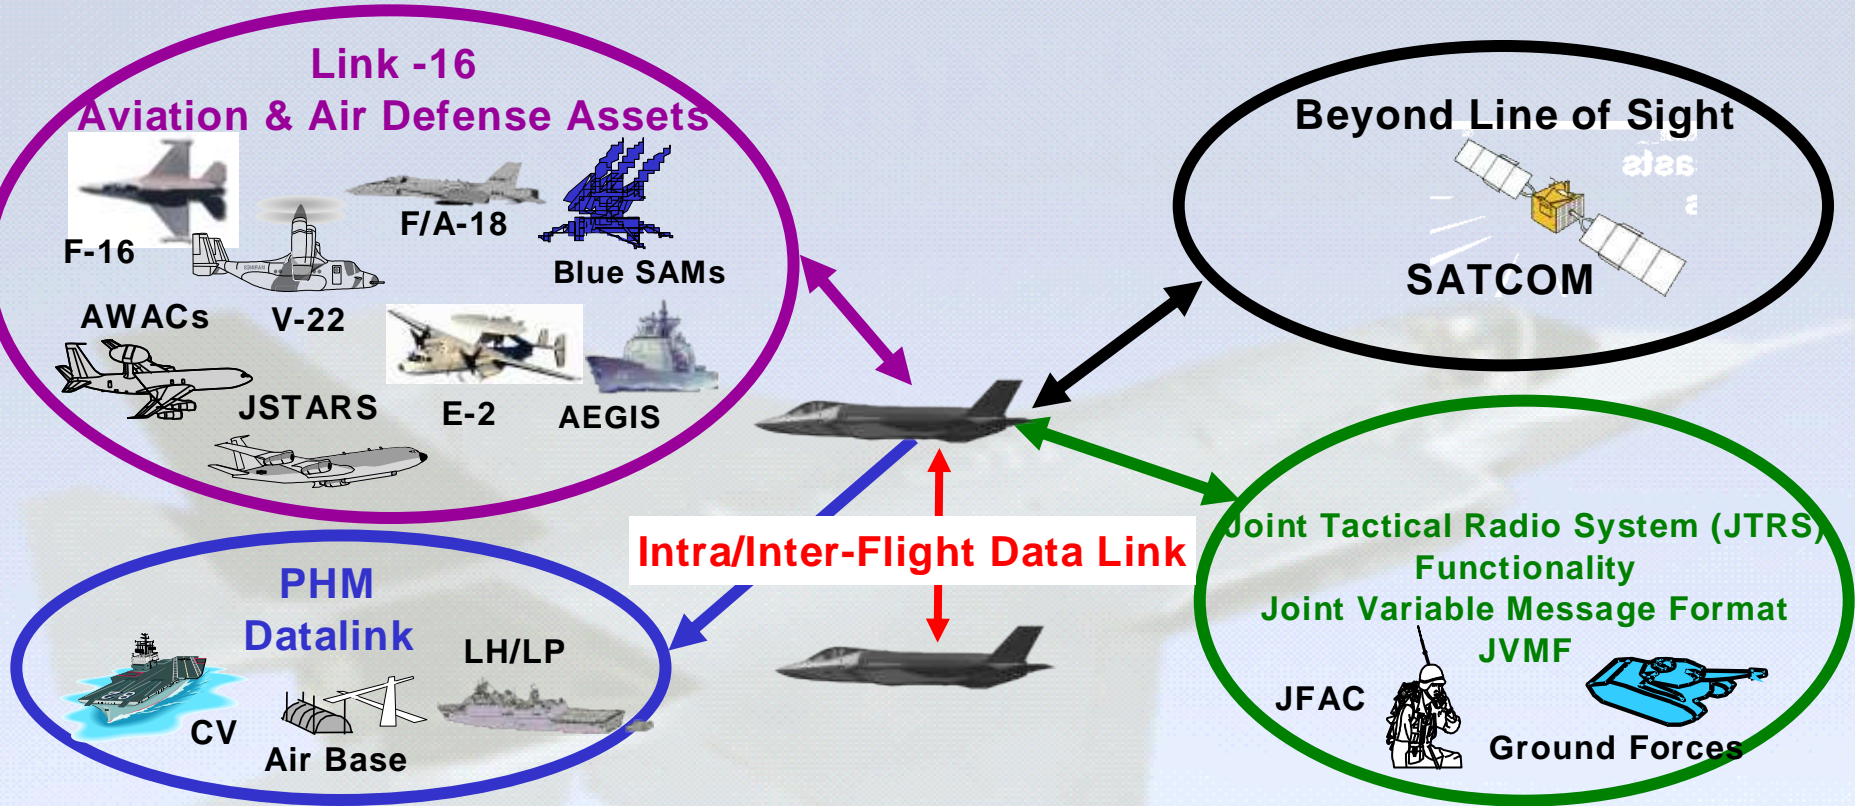 Link -16
Aviation & Air Defense Assets
F-16
F/A-18
Blue SAMs
AWACs
V-22
JSTARS
E-2
AEGIS
Beyond Line of Sight
SATCOM
Intra/Inter-Flight Data Link
PHM
Datalink
CV
Air Base
LH/LP
Joint Tactical Radio System (JTRS)
Functionality
Joint Variable Message Format
JVMF
JFAC
Ground Forces